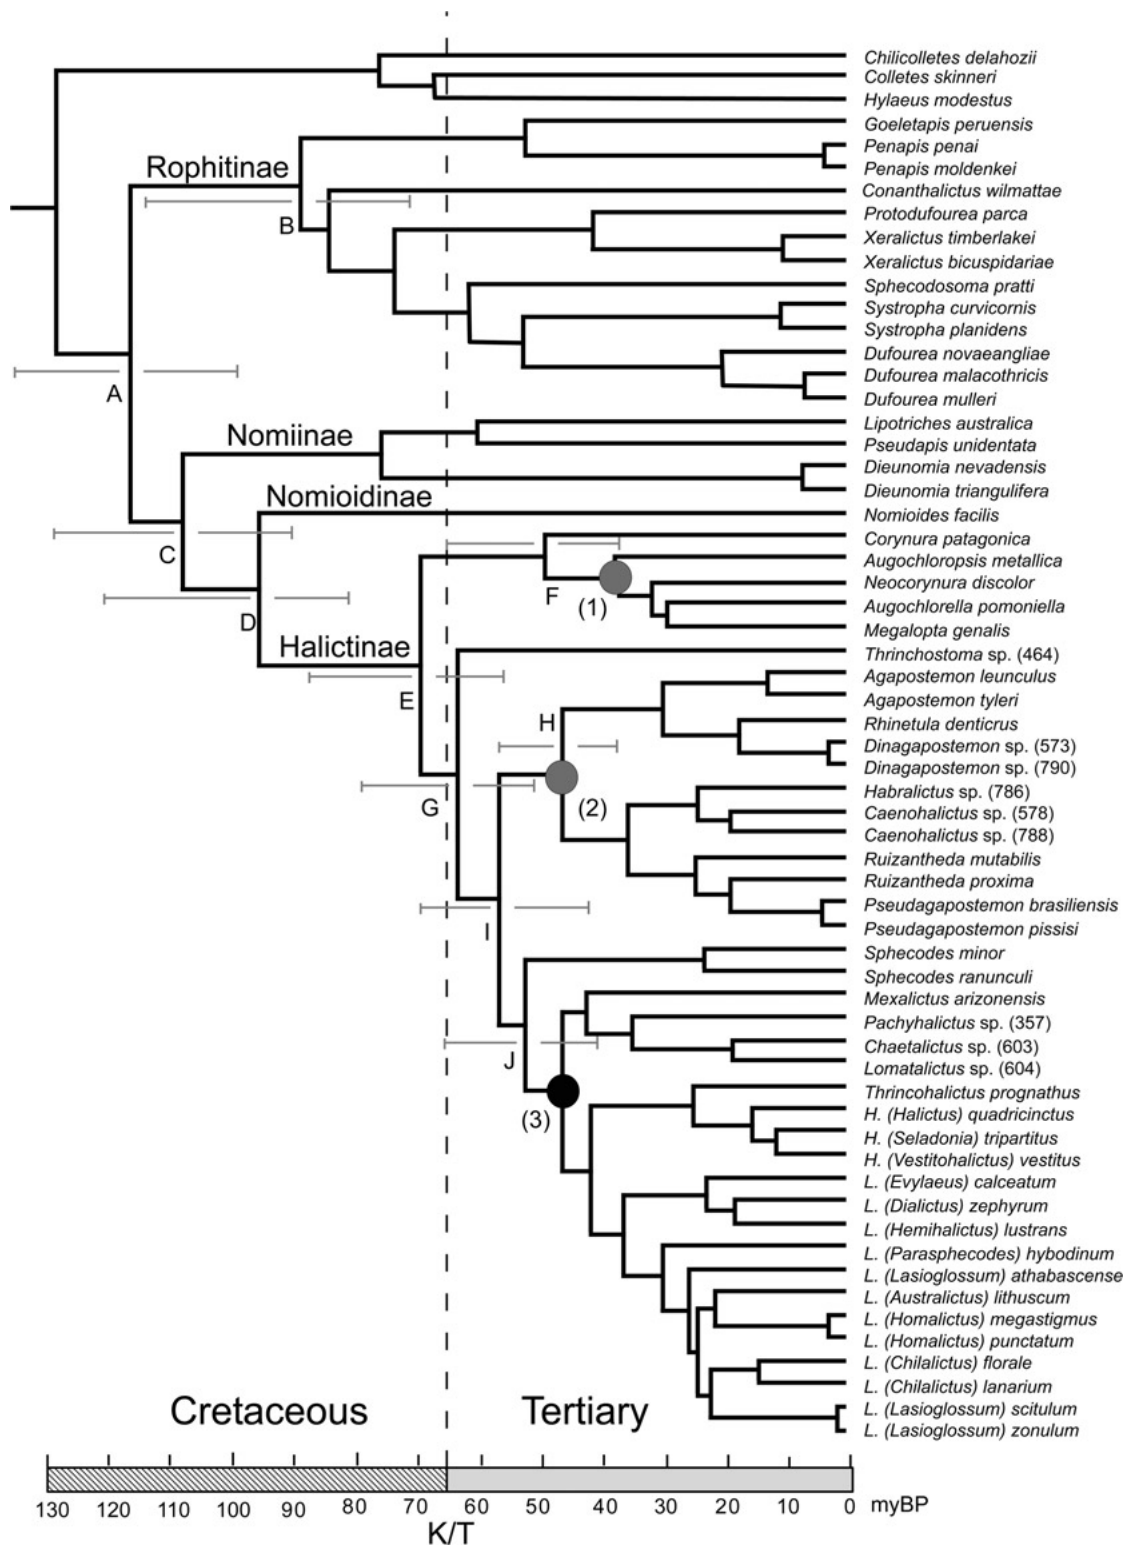 Chilicolletes delahozii
Colletes skinneri
Hylaeus modestus
Goeletapis peruensis
Penapis penai
Rophitinae
Penapis moldenkei
Conanthalictus wilmattae
B
Protodufourea parca
Xeralictus timberlakei
Xeralictus bicuspidariae
Sphecodosoma pratti
Systropha curvicornis
Systropha planidens
Dufourea novaeangliae
A
Dufourea malacothricis
Dufourea mulleri
Lipotriches australica
Nomiinae
Pseudapis unidentata
Dieunomia nevadensis
Dieunomia triangulifera
Nomioidinae
Nomioides facilis
Corynura patagonica
C
Augochloropsis metallica
Neocorynura discolor
F
(1)
Augochlorella pomoniella
D
Megalopta genalis
Halictinae
Thrinchostoma sp. (464)
Agapostemon leunculus
E
Agapostemon tyleri
H
Rhinetula denticrus
Dinagapostemon sp. (573)
Dinagapostemon sp. (790)
Habralictus sp. (786)
G
(2)
Caenohalictus sp. (578)
Caenohalictus sp. (788)
Ruizantheda mutabilis
Ruizantheda proxima
Pseudagapostemon brasiliensis
I
Pseudagapostemon pissisi
Sphecodes minor
Sphecodes ranunculi
Mexalictus arizonensis
Pachyhalictus sp. (357)
J
Chaetalictus sp. (603)
Lomatalictus sp. (604)
Thrincohalictus prognathus
(3)
H. (Halictus) quadricinctus
H. (Seladonia) tripartitus
H. (Vestitohalictus) vestitus
L. (Evylaeus) calceatum
L. (Dialictus) zephyrum
L. (Hemihalictus) lustrans
L. (Parasphecodes) hybodinum
L. (Lasioglossum) athabascense
L. (Australictus) lithuscum
L. (Homalictus) megastigmus
L. (Homalictus) punctatum
L. (Chilalictus) florale
L. (Chilalictus) lanarium
Cretaceous
Tertiary
L. (Lasioglossum) scitulum
L. (Lasioglossum) zonulum
130 120 110 100 90 80 70 60 50 40 30 20 10 0 myBP
K/T